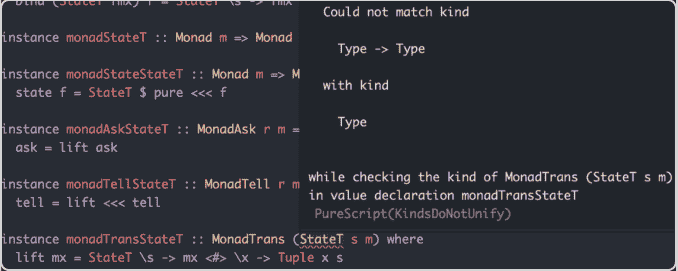 instance monadStateT :: Monad m => Monad
instance monadStateStateT :: Monad m => M
state f = StateT $ pure <<< f
instance monadAskStateT :: MonadAsk r m =
ask = lift ask
instance monadTellStateT :: MonadTell r m
tell = lift <<< tell
instance monadTransStateT :: MonadTrans (StateT s m) where
lift mx = StateT \s -> mx <#> \x -> Tuple x s
Could not match kind
Type -> Type
with kind
Type
while checking the kind of MonadTrans (StateT s m)
in value declaration monadTransStateT
PureScript(KindsDoNotUnify)